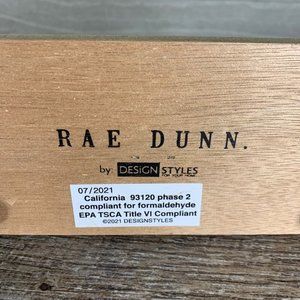 RAE DUNN.
by DESIGN STYLES
07/2021
California 93120 phase 2
compliant for formaldehyde
EPA TSCA Title VI Compliant
©2021 DESIGNSTYLES